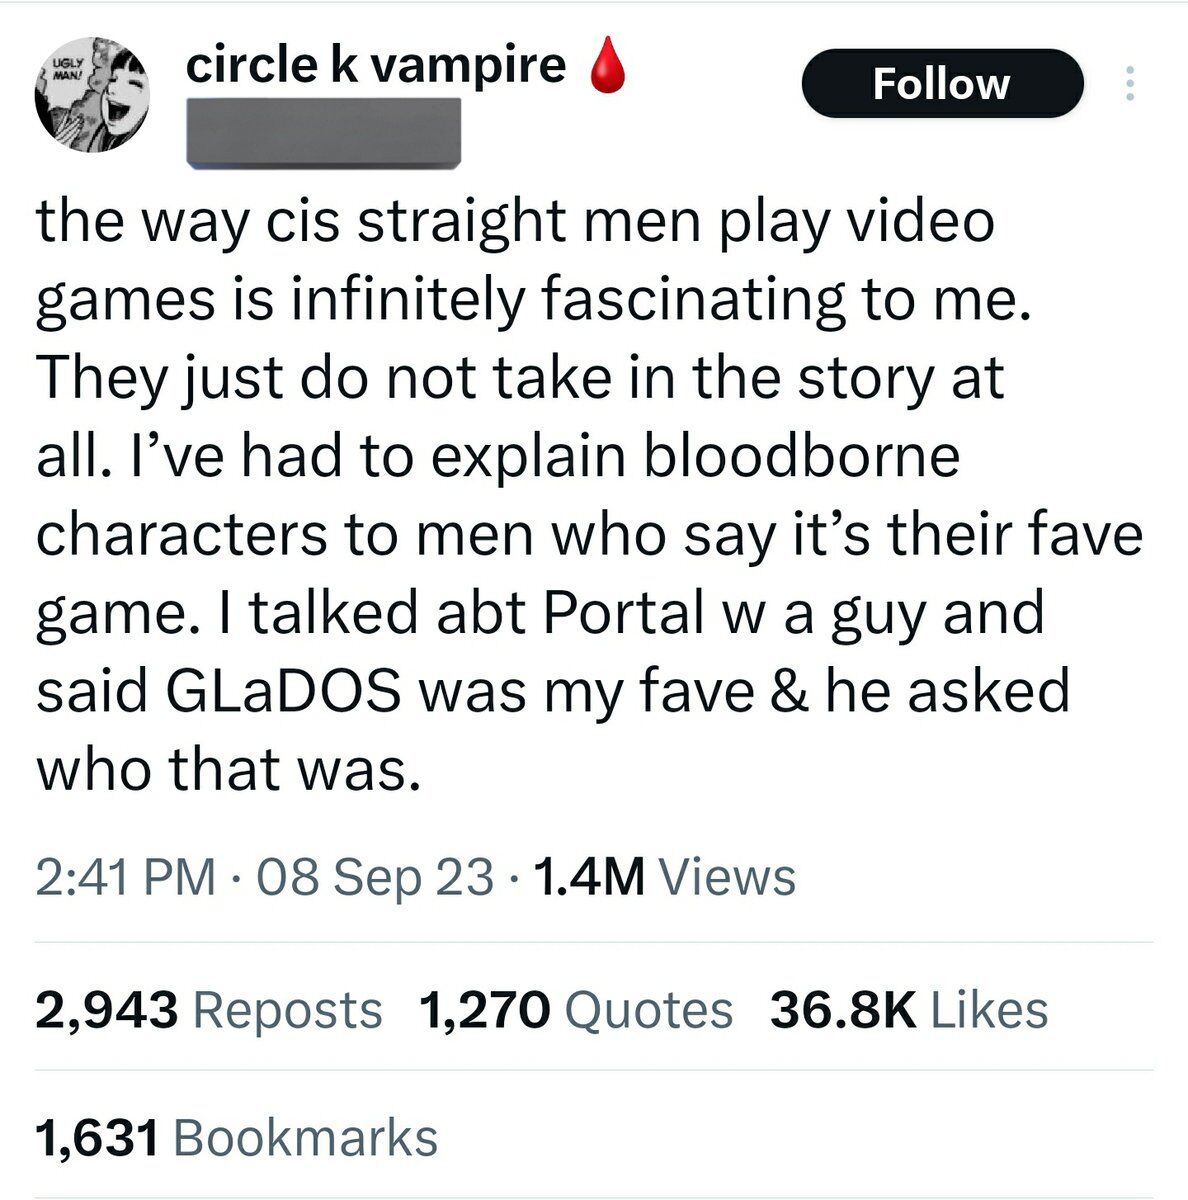 UGLY
MAN!
circle k vampire 🩸
Follow
the way cis straight men play video
games is infinitely fascinating to me.
They just do not take in the story at
all. I’ve had to explain bloodborne
characters to men who say it’s their fave
game. I talked abt Portal w a guy and
said GLaDOS was my fave & he asked
who that was.
2:41 PM · 08 Sep 23 · 1.4M Views
2,943 Reposts 1,270 Quotes 36.8K Likes
1,631 Bookmarks